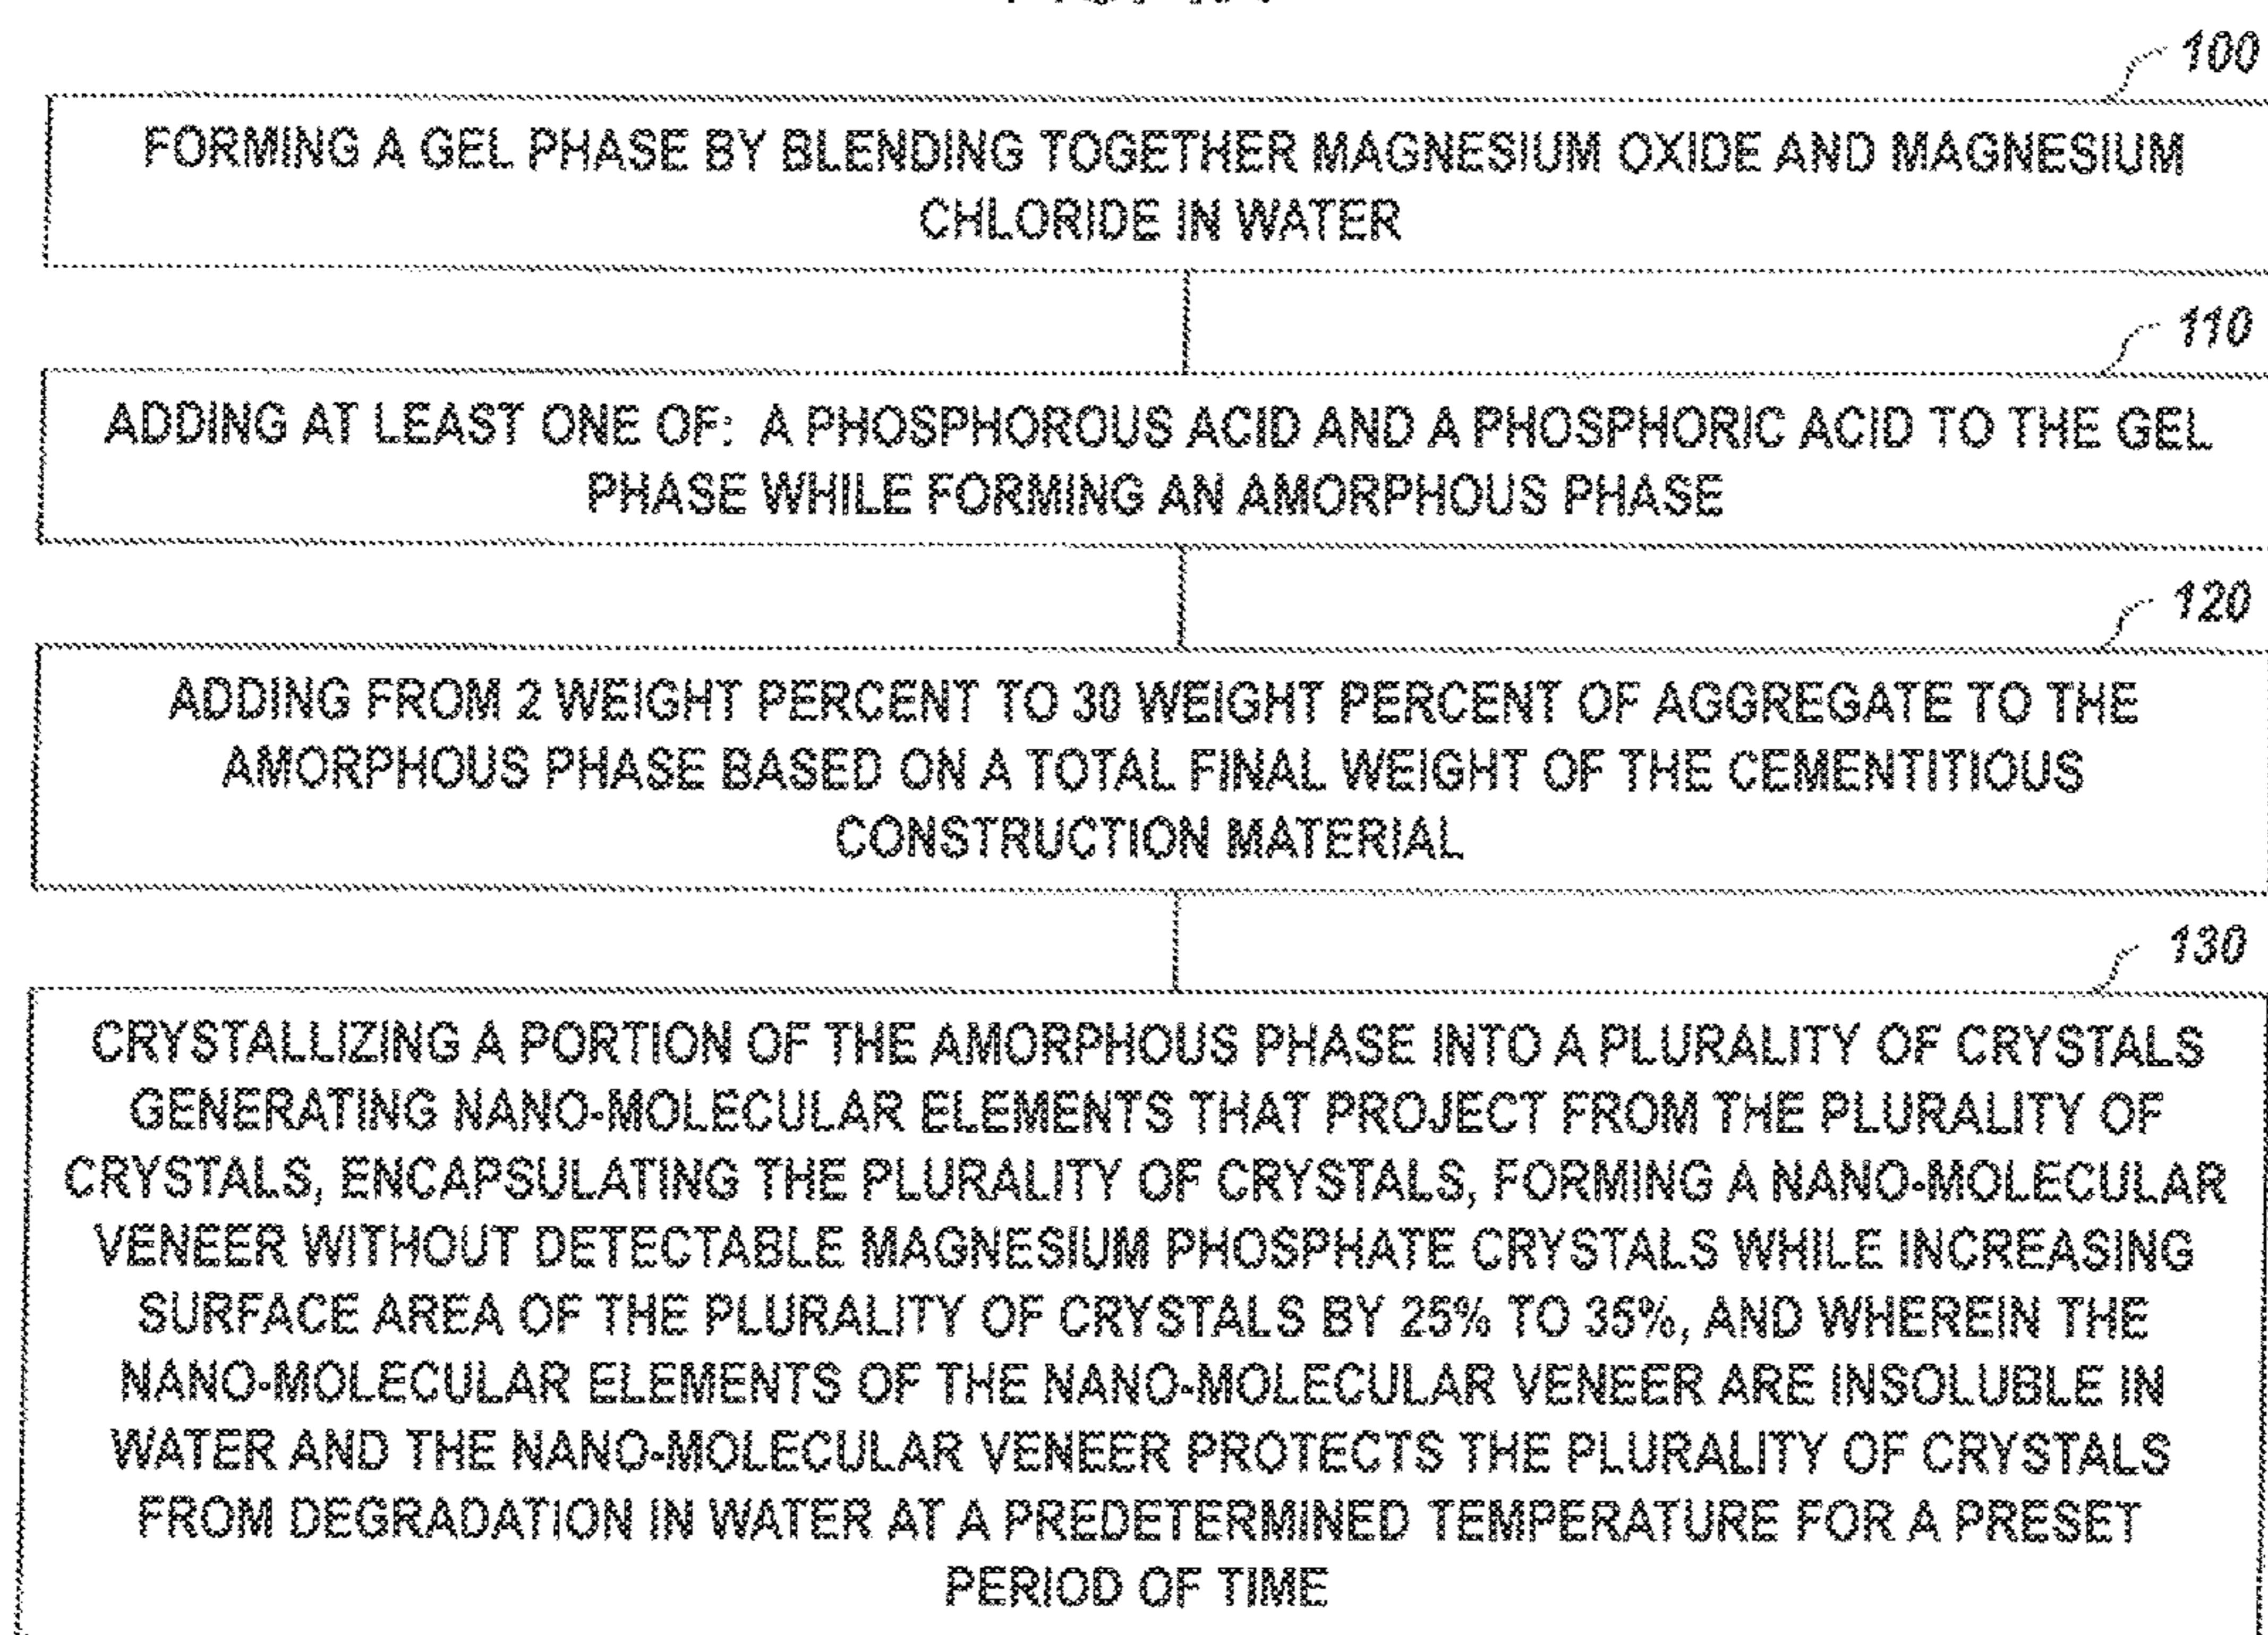 100
FORMING A GEL PHASE BY BLENDING TOGETHER MAGNESIUM OXIDE AND MAGNESIUM
CHLORIDE IN WATER
110
ADDING AT LEAST ONE OF: A PHOSPHOROUS ACID AND A PHOSPHORIC ACID TO THE GEL
PHASE WHILE FORMING AN AMORPHOUS PHASE
120
ADDING FROM 2 WEIGHT PERCENT TO 30 WEIGHT PERCENT OF AGGREGATE TO THE
AMORPHOUS PHASE BASED ON A TOTAL FINAL WEIGHT OF THE CEMENTITIOUS
CONSTRUCTION MATERIAL
130
CRYSTALLIZING A PORTION OF THE AMORPHOUS PHASE INTO A PLURALITY OF CRYSTALS
GENERATING NANO-MOLECULAR ELEMENTS THAT PROJECT FROM THE PLURALITY OF
CRYSTALS, ENCAPSULATING THE PLURALITY OF CRYSTALS, FORMING A NANO-MOLECULAR
VENEER WITHOUT DETECTABLE MAGNESIUM PHOSPHATE CRYSTALS WHILE INCREASING
SURFACE AREA OF THE PLURALITY OF CRYSTALS BY 25% TO 35%, AND WHEREIN THE
NANO-MOLECULAR ELEMENTS OF THE NANO-MOLECULAR VENEER ARE INSOLUBLE IN
WATER AND THE NANO-MOLECULAR VENEER PROTECTS THE PLURALITY OF CRYSTALS
FROM DEGRADATION IN WATER AT A PREDETERMINED TEMPERATURE FOR A PRESET
PERIOD OF TIME